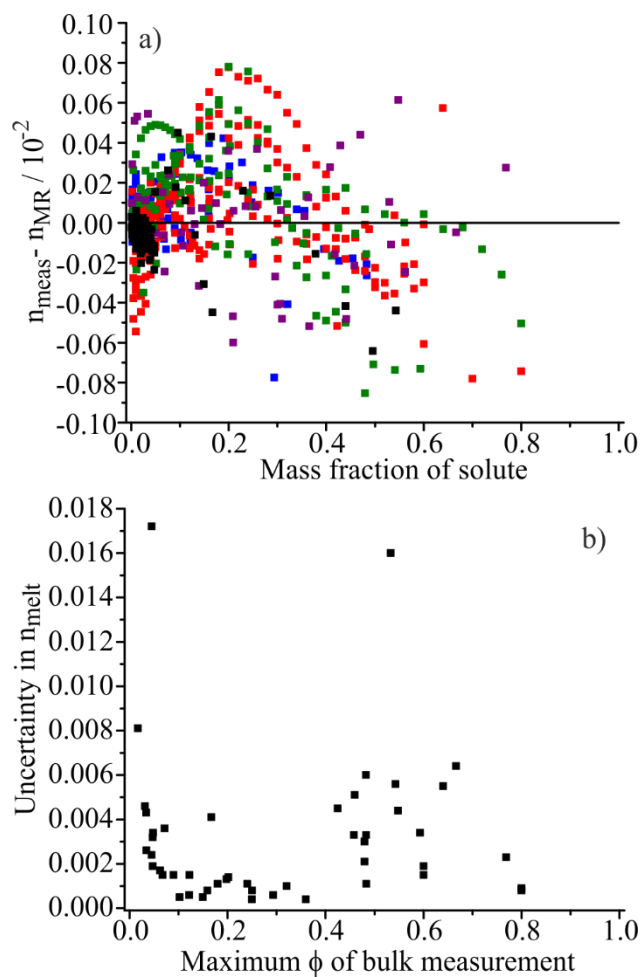 a)
0.10
0.08
0.06
0.04
0.02
0.00
-0.02
-0.04
-0.06
-0.08
-0.10
n_meas - n_MR / 10^-2
0.0 0.2 0.4 0.6 0.8 1.0
Mass fraction of solute
b)
0.018
0.016
0.014
0.012
0.010
0.008
0.006
0.004
0.002
0.000
Uncertainty in n_melt
0.0 0.2 0.4 0.6 0.8 1.0
Maximum ϕ of bulk measurement